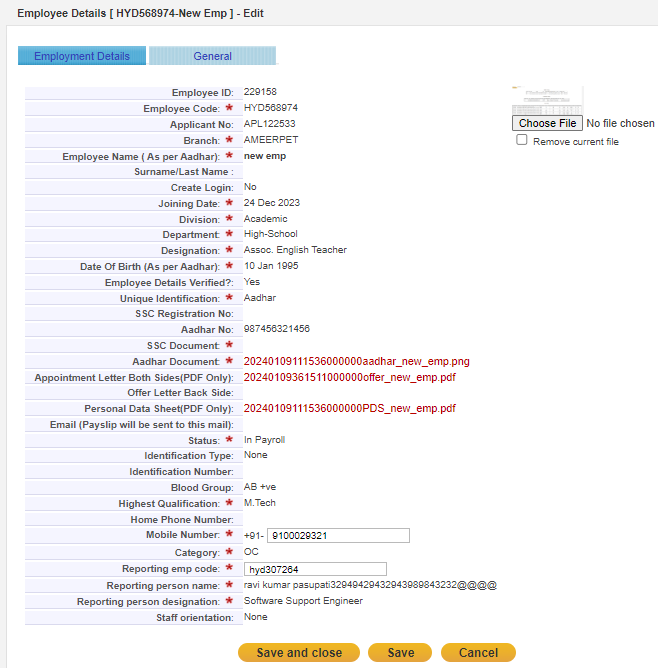 Employee Details [ HYD568974-New Emp ] - Edit
Employment Details General
Employee ID: 229158
Choose File No file chosen
Remove current file
Employee Code: * HYD568974
Applicant No: APL122533
Branch: * AMEERPET
Employee Name ( As per Aadhar): * new emp
Surname/Last Name :
Create Login: No
Joining Date: * 24 Dec 2023
Division: * Academic
Department: * High-School
Designation: * Assoc. English Teacher
Date Of Birth (As per Aadhar): * 10 Jan 1995
Employee Details Verified?: Yes
Unique Identification: * Aadhar
SSC Registration No:
Aadhar No: 987456321456
SSC Document: *
Aadhar Document: * 20240109111536000000aadhar_new_emp.png
Appointment Letter Both Sides(PDF Only): 20240109361511000000offer_new_emp.pdf
Offer Letter Back Side:
Personal Data Sheet(PDF Only): 20240109111536000000PDS_new_emp.pdf
Email (Payslip will be sent to this mail):
Status: * In Payroll
Identification Type: None
Identification Number:
Blood Group: AB +ve
Highest Qualification: * M.Tech
Home Phone Number:
Mobile Number: * +91- 9100029321
Category: * OC
Reporting emp code: * hyd307264
Reporting person name: * ravi kumar pasupati32949429432943989843232@@@@
Reporting person designation: * Software Support Engineer
Staff orientation: None
Save and close Save Cancel